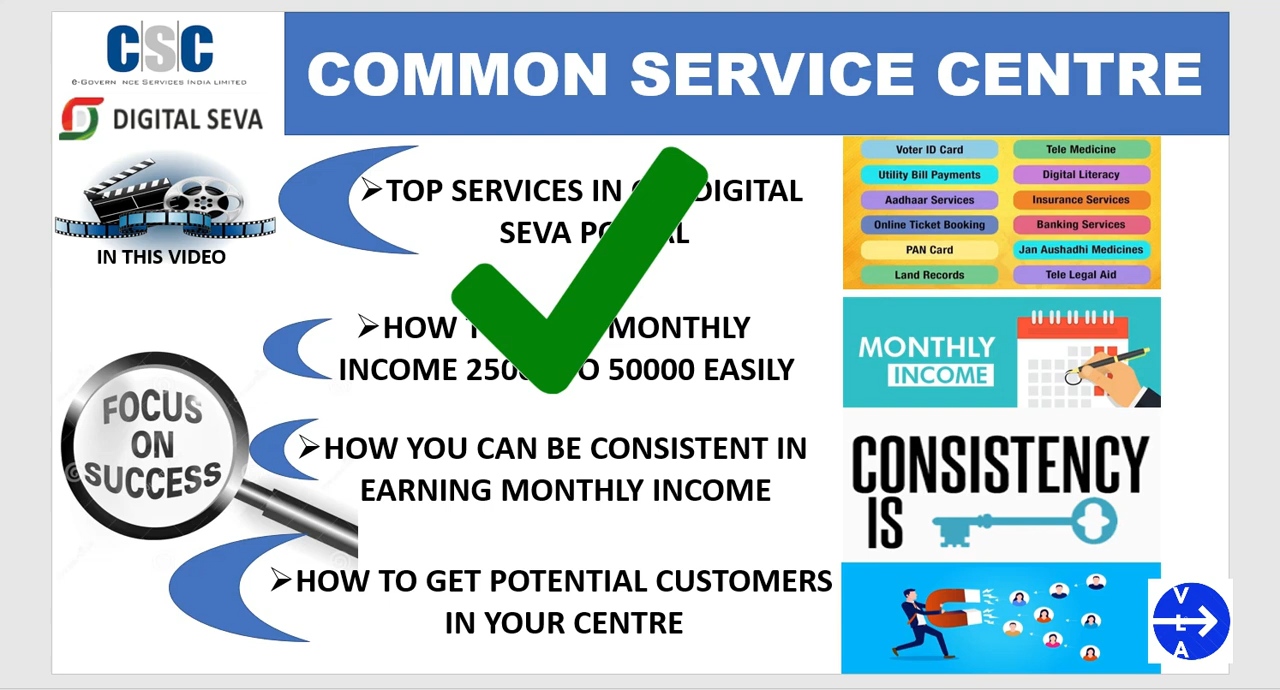 CSC
e-Govern nce Services India Limited
DIGITAL SEVA
COMMON SERVICE CENTRE
IN THIS VIDEO
➢TOP SERVICES IN DIGITAL
SEVA
➢HOW MONTHLY
INCOME 50000 EASILY
➢HOW YOU CAN BE CONSISTENT IN
EARNING MONTHLY INCOME
➢HOW TO GET POTENTIAL CUSTOMERS
IN YOUR CENTRE
FOCUS
ON
SUCCESS
Voter ID Card
Tele Medicine
Utility Bill Payments
Digital Literacy
Aadhaar Services
Insurance Services
Online Ticket Booking
Banking Services
PAN Card
Jan Aushadhi Medicines
Land Records
Tele Legal Aid
MONTHLY
INCOME
CONSISTENCY
IS
V
L
A